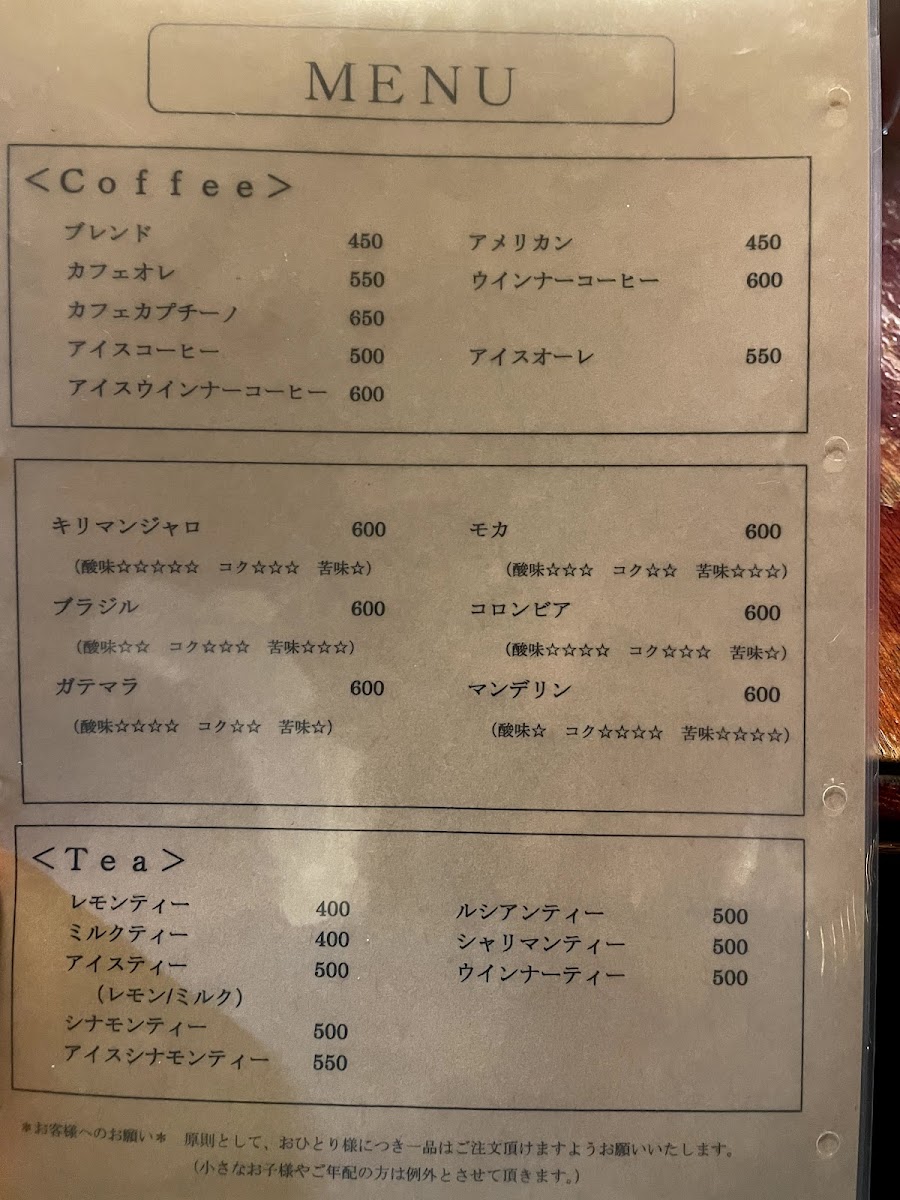 MENU
＜Coffee＞
ブレンド 450 アメリカン 450
カフェオレ 550 ウインナーコーヒー 600
カフェカプチーノ 650
アイスコーヒー 500 アイスオーレ 550
アイスウインナーコーヒー 600
キリマンジャロ 600 モカ 600
（酸味☆☆☆☆☆ コク☆☆☆ 苦味☆） （酸味☆☆☆ コク☆☆ 苦味☆☆☆）
ブラジル 600 コロンビア 600
（酸味☆☆ コク☆☆☆ 苦味☆☆☆） （酸味☆☆☆☆ コク☆☆☆ 苦味☆）
ガテマラ 600 マンデリン 600
（酸味☆☆☆☆ コク☆☆ 苦味☆） （酸味☆ コク☆☆☆☆ 苦味☆☆☆☆）
＜Tea＞
レモンティー 400 ルシアンティー 500
ミルクティー 400 シャリマンティー 500
アイスティー 500 ウインナーティー 500
（レモン/ミルク）
シナモンティー 500
アイスシナモンティー 550
＊お客様へのお願い＊ 原則として、おひとり様につき一品はご注文頂けますようお願いいたします。
（小さなお子様やご年配の方は例外とさせて頂きます。）